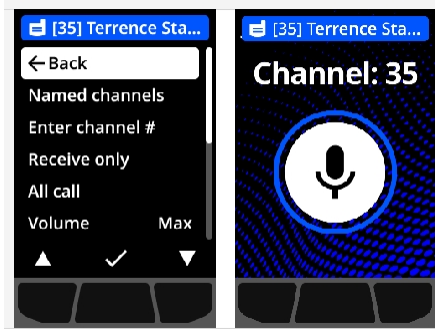 [35] Terrence Sta...
←Back
Named channels
Enter channel #
Receive only
All call
Volume Max
[35] Terrence Sta...
Channel: 35